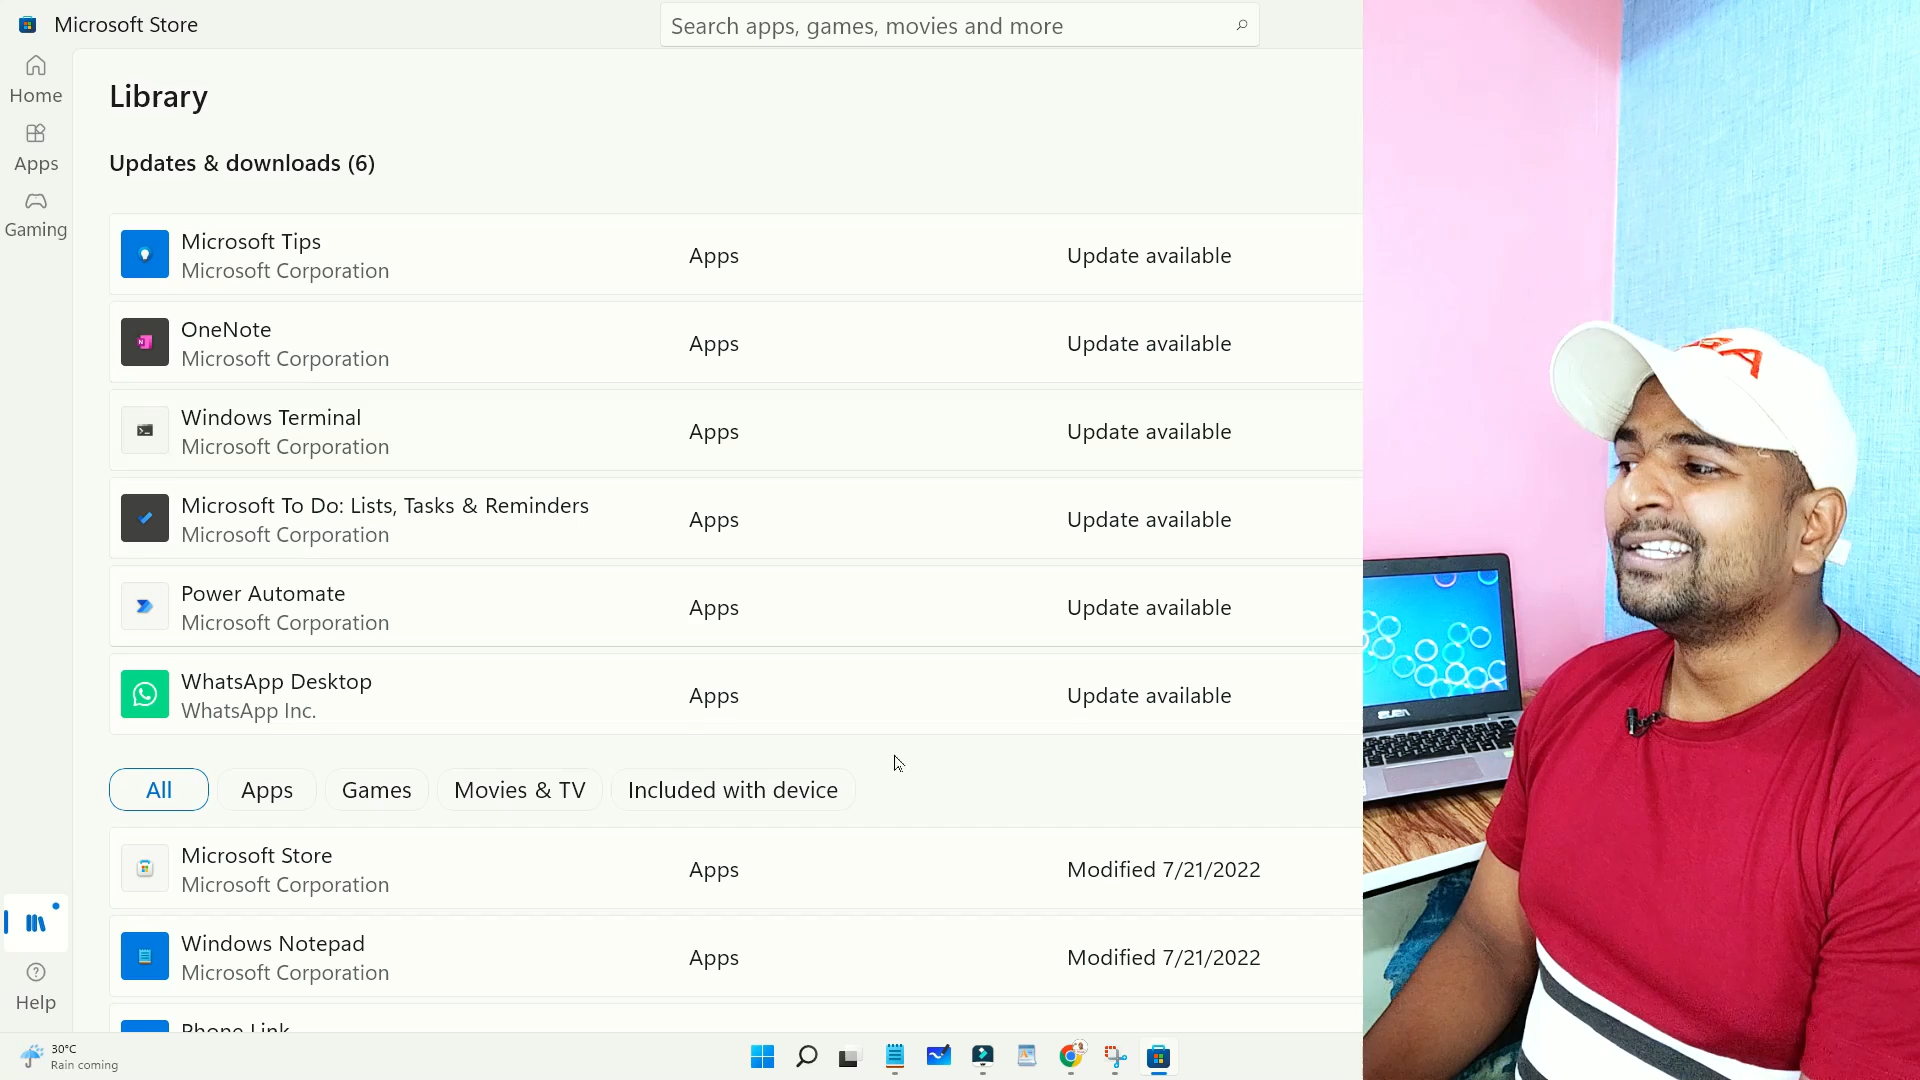 Microsoft Store
Search apps, games, movies and more
Home
Apps
Gaming
Library
Updates & downloads (6)
Microsoft Tips
Microsoft Corporation
Apps
Update available
OneNote
Microsoft Corporation
Apps
Update available
Windows Terminal
Microsoft Corporation
Apps
Update available
Microsoft To Do: Lists, Tasks & Reminders
Microsoft Corporation
Apps
Update available
Power Automate
Microsoft Corporation
Apps
Update available
WhatsApp Desktop
WhatsApp Inc.
Apps
Update available
All
Apps
Games
Movies & TV
Included with device
Microsoft Store
Microsoft Corporation
Apps
Modified 7/21/2022
Windows Notepad
Microsoft Corporation
Apps
Modified 7/21/2022
Phone Link
Help
30°C
Rain coming